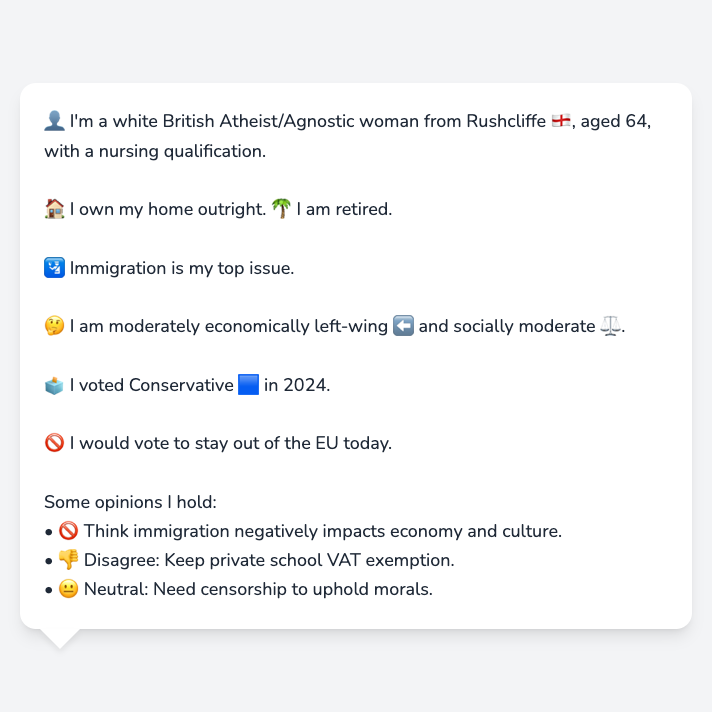 👤 I'm a white British Atheist/Agnostic woman from Rushcliffe 🏴󠁧󠁢󠁥󠁮󠁧󠁿, aged 64,
with a nursing qualification.
🏠 I own my home outright. 🌴 I am retired.
🛂 Immigration is my top issue.
🤔 I am moderately economically left-wing ⬅️ and socially moderate ⚖️.
🗳️ I voted Conservative 🟦 in 2024.
🚫 I would vote to stay out of the EU today.
Some opinions I hold:
• 🚫 Think immigration negatively impacts economy and culture.
• 👎 Disagree: Keep private school VAT exemption.
• 😐 Neutral: Need censorship to uphold morals.